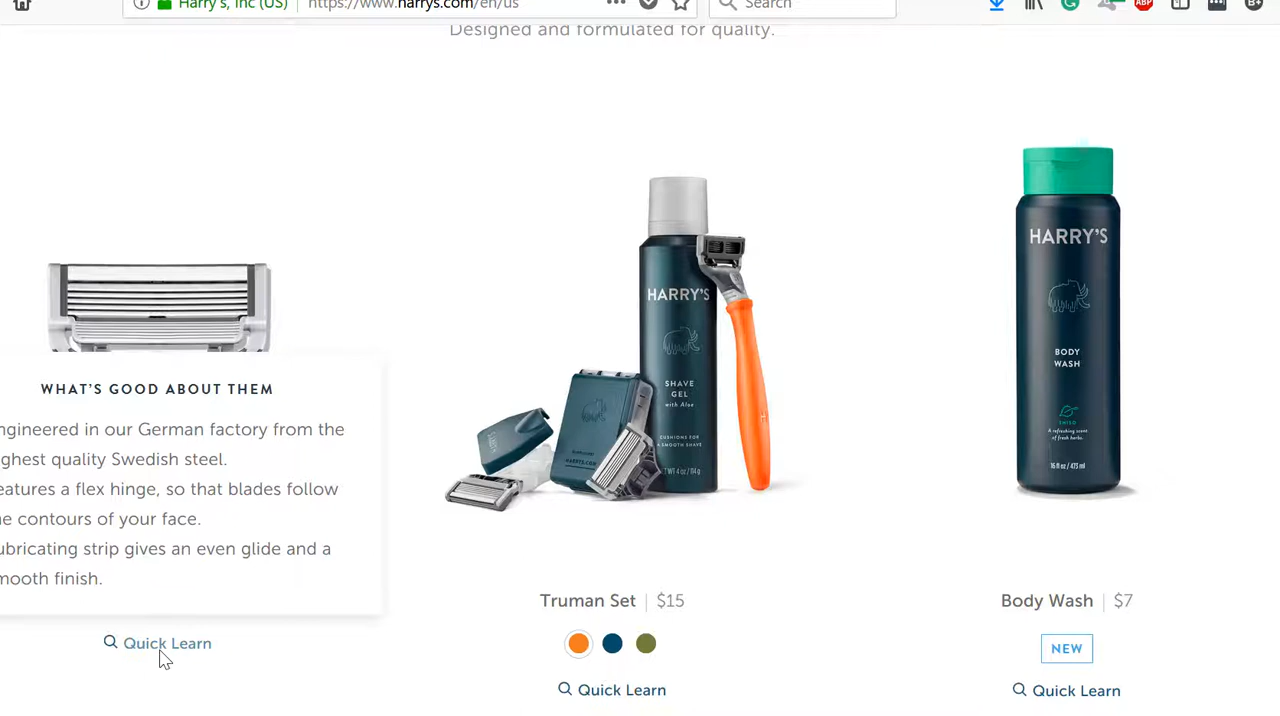 Harry's, Inc (US)
https://www.harrys.com/en/us
Search
ABP
B+
Designed and formulated for quality.
WHAT'S GOOD ABOUT THEM
ngineered in our German factory from the
ghest quality Swedish steel.
eatures a flex hinge, so that blades follow
e contours of your face.
ubricating strip gives an even glide and a
mooth finish.
Quick Learn
HARRY'S
SHAVE
GEL
with Aloe
CUSHIONS FOR
A SMOOTH SHAVE
T WT 4 oz / 114 g
Truman Set | $15
Quick Learn
HARRY'S
BODY
WASH
SHISO
A refreshing scent
of fresh herbs.
16 fl oz / 473 ml
Body Wash | $7
NEW
Quick Learn